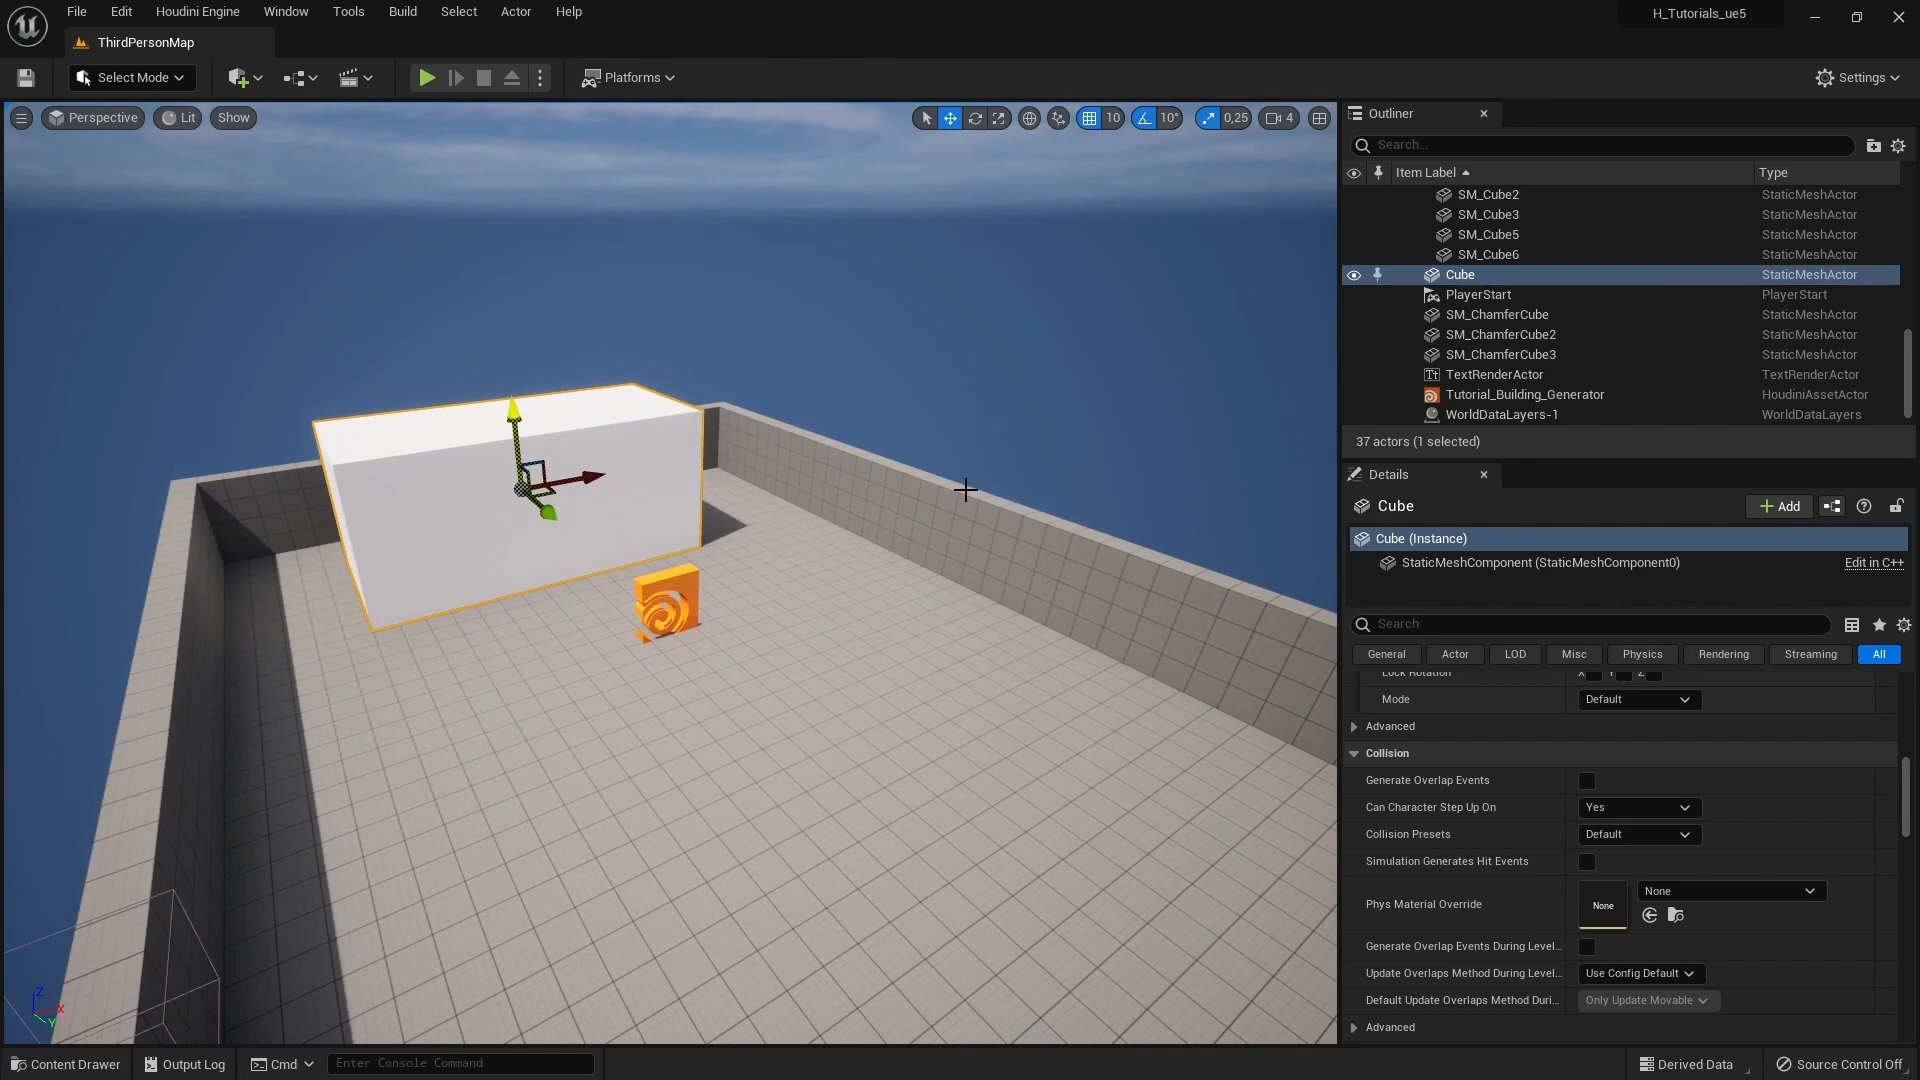 File Edit Houdini Engine Window Tools Build Select Actor Help
H_Tutorials_ue5
ThirdPersonMap
Select Mode
Platforms
Settings
Perspective Lit Show
10 10° 0,25 4
Outliner
Search...
Item Label Type
SM_Cube2 StaticMeshActor
SM_Cube3 StaticMeshActor
SM_Cube5 StaticMeshActor
SM_Cube6 StaticMeshActor
Cube StaticMeshActor
PlayerStart PlayerStart
SM_ChamferCube StaticMeshActor
SM_ChamferCube2 StaticMeshActor
SM_ChamferCube3 StaticMeshActor
TextRenderActor TextRenderActor
Tutorial_Building_Generator HoudiniAssetActor
WorldDataLayers-1 WorldDataLayers
37 actors (1 selected)
Details
Cube
Add
Cube (Instance)
StaticMeshComponent (StaticMeshComponent0) Edit in C++
Search
General Actor LOD Misc Physics Rendering Streaming All
Lock Rotation X Y Z
Mode Default
Advanced
Collision
Generate Overlap Events
Can Character Step Up On Yes
Collision Presets Default
Simulation Generates Hit Events
Phys Material Override None None
Generate Overlap Events During Level...
Update Overlaps Method During Level... Use Config Default
Default Update Overlaps Method Duri... Only Update Movable
Advanced
Z
X
Y
Content Drawer Output Log Cmd Enter Console Command Derived Data Source Control Off